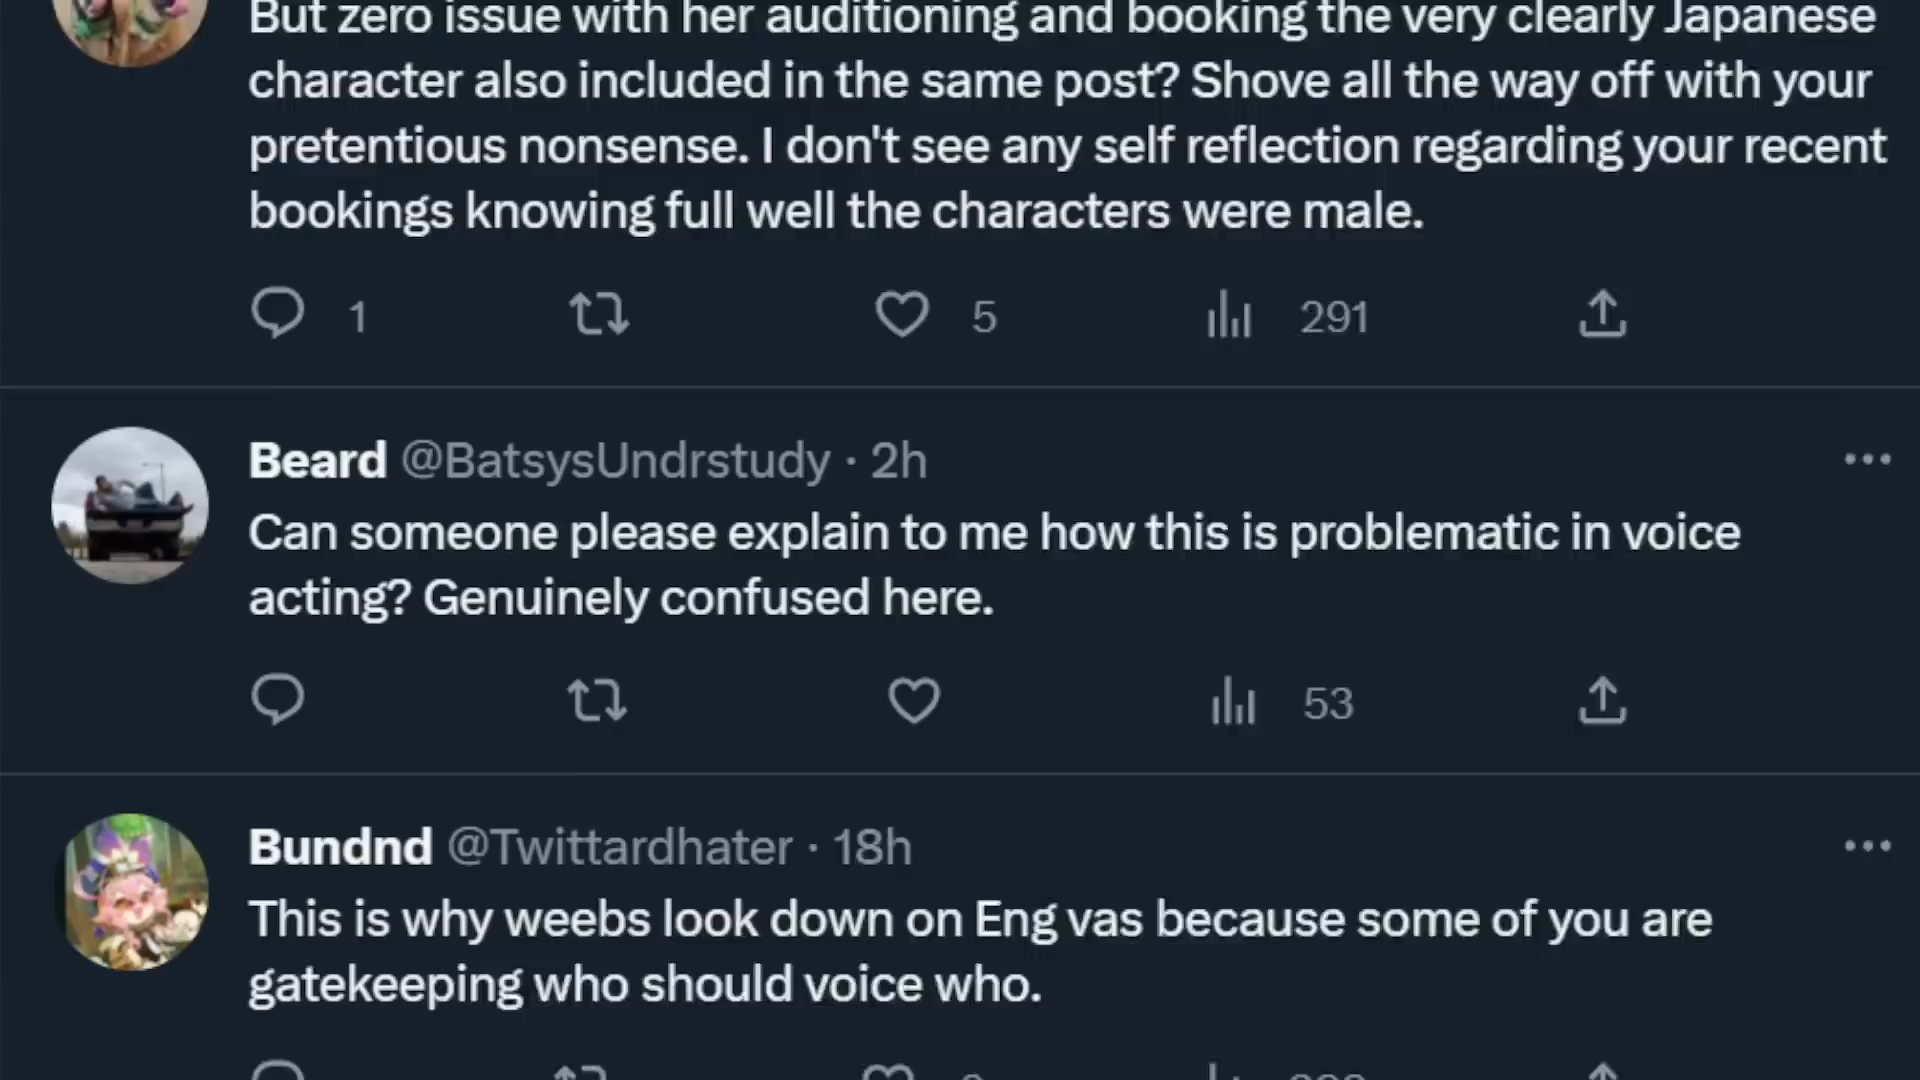 But zero issue with her auditioning and booking the very clearly Japanese
character also included in the same post? Shove all the way off with your
pretentious nonsense. I don't see any self reflection regarding your recent
bookings knowing full well the characters were male.
1 5 291
Beard @BatsysUndrstudy · 2h
Can someone please explain to me how this is problematic in voice
acting? Genuinely confused here.
53
Bundnd @Twittardhater · 18h
This is why weebs look down on Eng vas because some of you are
gatekeeping who should voice who.